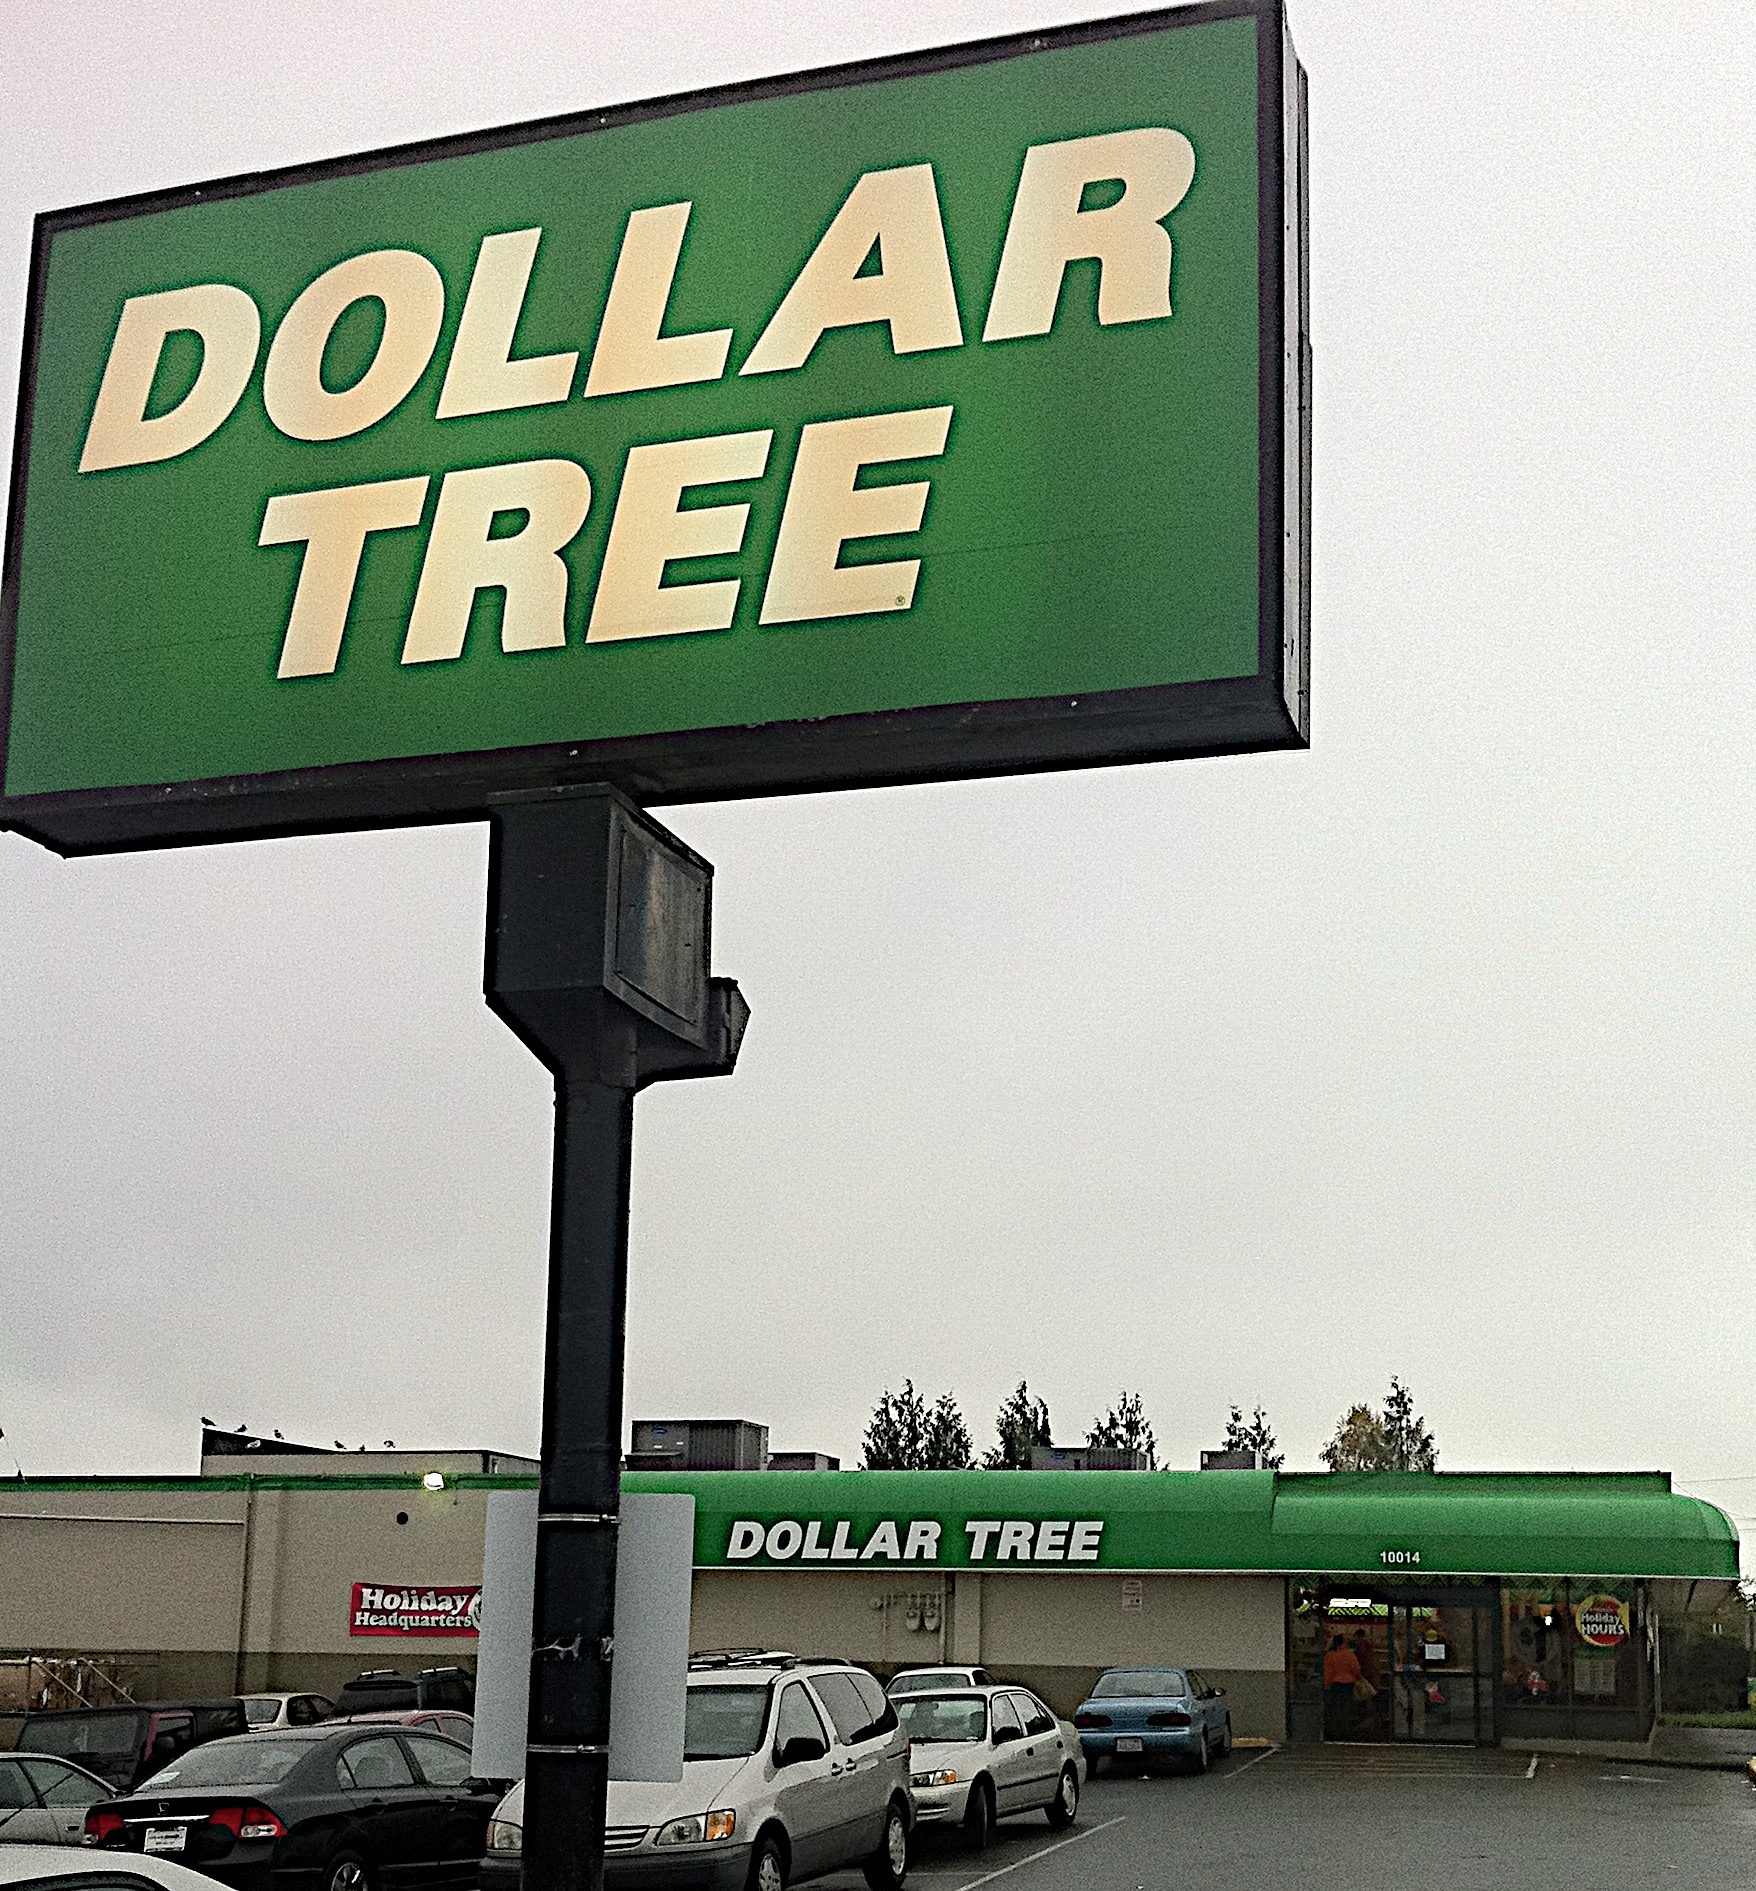 DOLLAR
TREE
®
DOLLAR TREE
10014
Holiday
Headquarters
Holiday
HOURS